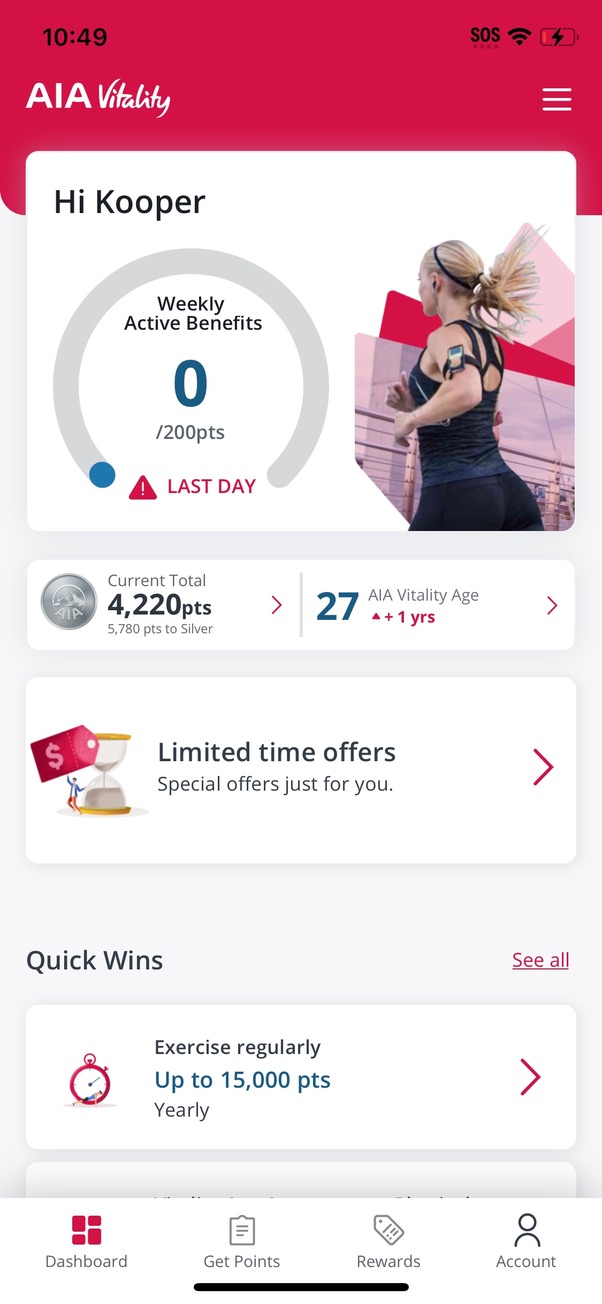 10:49
SOS
AIA Vitality
Hi Kooper
Weekly
Active Benefits
0
/200pts
LAST DAY
Current Total
4,220pts
5,780 pts to Silver
AIA
27
AIA Vitality Age
+ 1 yrs
$
Limited time offers
Special offers just for you.
Quick Wins
See all
Exercise regularly
Up to 15,000 pts
Yearly
Dashboard
Get Points
Rewards
Account